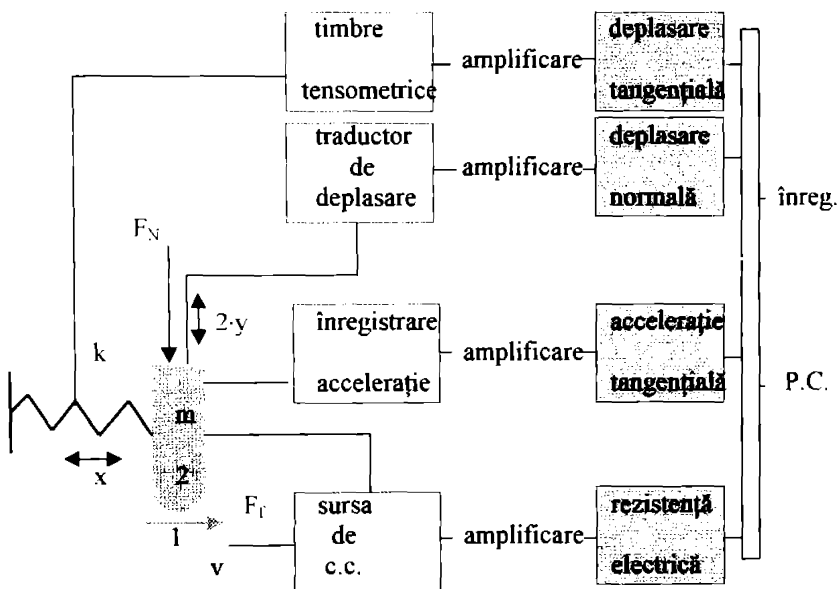 timbre
tensometrice
amplificare
deplasare
tangențială
traductor
de
deplasare
amplificare
deplasare
normală
înreg.
F_N
2·y
k
înregistrare
accelerație
amplificare
accelerație
tangențială
P.C.
m
x
2
F_f
1
v
sursa
de
c.c.
amplificare
rezistență
electrică